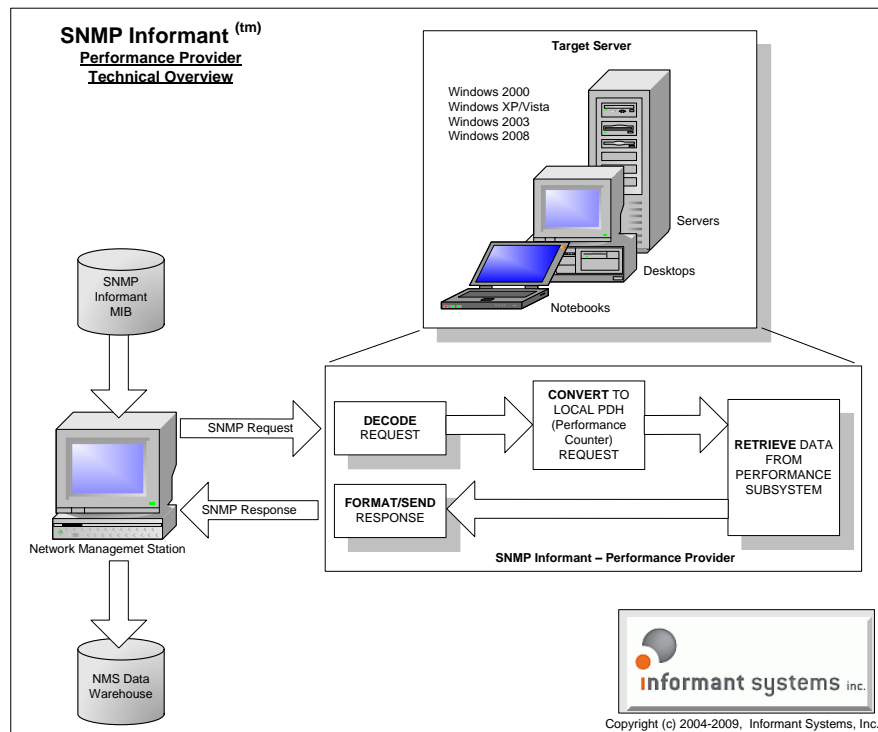 SNMP Informant (tm)
Performance Provider
Technical Overview
Target Server
Windows 2000
Windows XP/Vista
Windows 2003
Windows 2008
Servers
Desktops
Notebooks
SNMP
Informant
MIB
SNMP Request
SNMP Response
Network Managemet Station
NMS Data
Warehouse
DECODE
REQUEST
CONVERT TO
LOCAL PDH
(Performance
Counter)
REQUEST
RETRIEVE DATA
FROM
PERFORMANCE
SUBSYSTEM
FORMAT/SEND
RESPONSE
SNMP Informant – Performance Provider
informant systems inc.
Copyright (c) 2004-2009, Informant Systems, Inc.